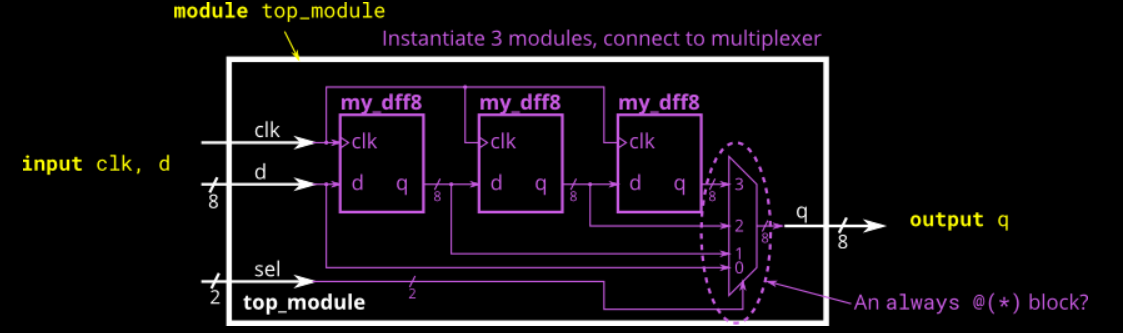 module top_module
Instantiate 3 modules, connect to multiplexer
my_dff8 my_dff8 my_dff8
clk clk clk clk
input clk, d
d d q d q d q 3
8 8 8 8
q output q
2 8 8
1
0
sel
2 2
top_module
An always @(*) block?